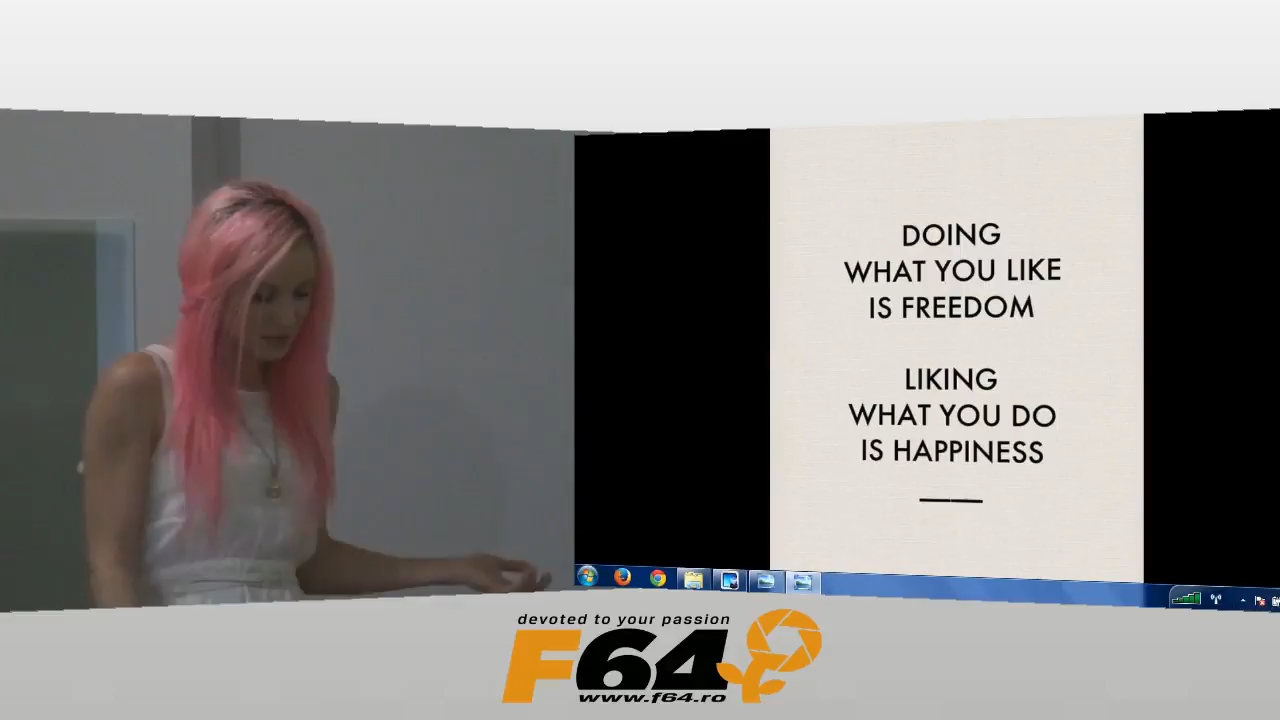 DOING
WHAT YOU LIKE
IS FREEDOM
LIKING
WHAT YOU DO
IS HAPPINESS
devoted to your passion
F64
www.f64.ro